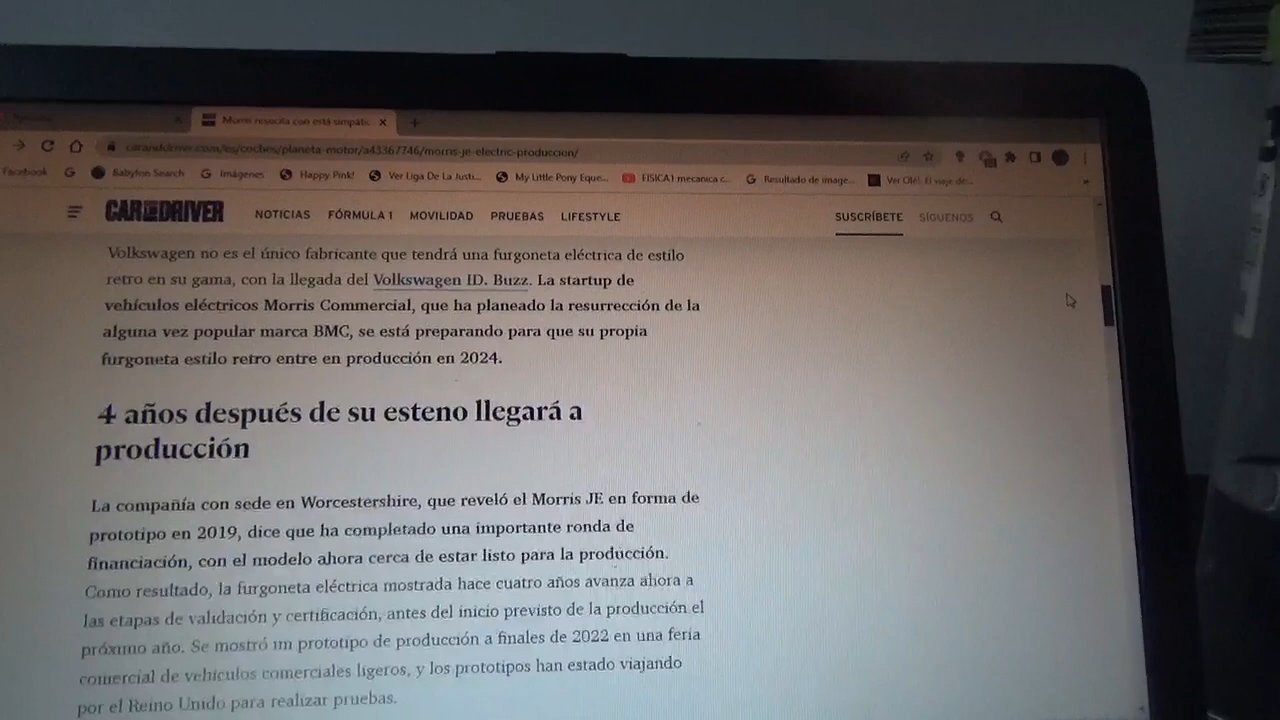 Morris resucita con está simpátic
caranddriver.com/es/coches/planeta-motor/a43367746/morris-je-electric-produccion/
Facebook Babylon Search Imágenes Happy Pink! Ver Liga De La Justi... My Little Pony Eque... FISICA1 mecanica c... Resultado de image... Ver Olé!. El viaje de...
CAR AND DRIVER NOTICIAS FÓRMULA 1 MOVILIDAD PRUEBAS LIFESTYLE SUSCRÍBETE SÍGUENOS
Volkswagen no es el único fabricante que tendrá una furgoneta eléctrica de estilo
retro en su gama, con la llegada del Volkswagen ID. Buzz. La startup de
vehículos eléctricos Morris Commercial, que ha planeado la resurrección de la
alguna vez popular marca BMC, se está preparando para que su propia
furgoneta estilo retro entre en producción en 2024.
4 años después de su esteno llegará a
producción
La compañía con sede en Worcestershire, que reveló el Morris JE en forma de
prototipo en 2019, dice que ha completado una importante ronda de
financiación, con el modelo ahora cerca de estar listo para la producción.
Como resultado, la furgoneta eléctrica mostrada hace cuatro años avanza ahora a
las etapas de validación y certificación, antes del inicio previsto de la producción el
próximo año. Se mostró un prototipo de producción a finales de 2022 en una feria
comercial de vehículos comerciales ligeros, y los prototipos han estado viajando
por el Reino Unido para realizar pruebas.